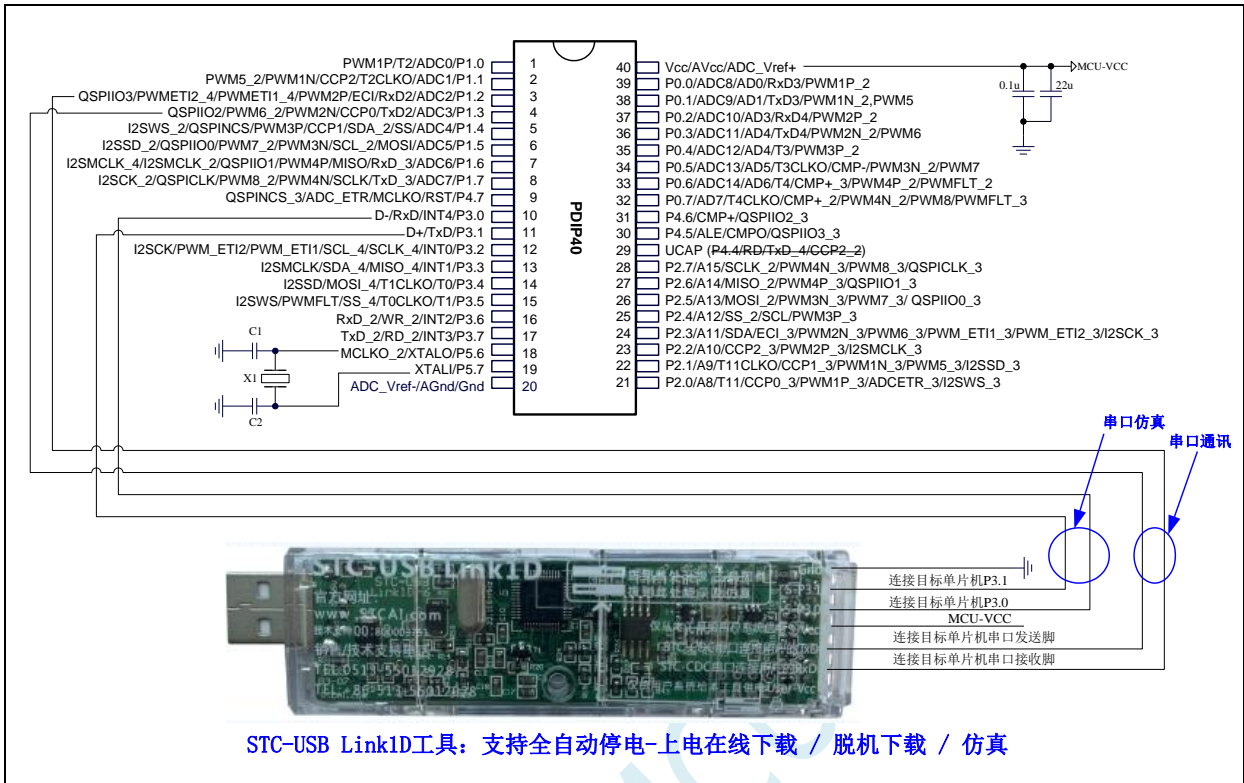 PWM1P/T2/ADC0/P1.0
PWM5_2/PWM1N/CCP2/T2CLKO/ADC1/P1.1
QSPIIO3/PWMETI2_4/PWMETI1_4/PWM2P/ECI/RxD2/ADC2/P1.2
QSPIIO2/PWM6_2/PWM2N/CCP0/TxD2/ADC3/P1.3
I2SWS_2/QSPINCS/PWM3P/CCP1/SDA_2/SS/ADC4/P1.4
I2SSD_2/QSPIIO0/PWM7_2/PWM3N/SCL_2/MOSI/ADC5/P1.5
I2SMCLK_4/I2SMCLK_2/QSPIIO1/PWM4P/MISO/RxD_3/ADC6/P1.6
I2SCK_2/QSPICLK/PWM8_2/PWM4N/SCLK/TxD_3/ADC7/P1.7
QSPINCS_3/ADC_ETR/MCLKO/RST/P4.7
D-/RxD/INT4/P3.0
D+/TxD/P3.1
I2SCK/PWM_ETI2/PWM_ETI1/SCL_4/SCLK_4/INT0/P3.2
I2SMCLK/SDA_4/MISO_4/INT1/P3.3
I2SSD/MOSI_4/T1CLKO/T0/P3.4
I2SWS/PWMFLT/SS_4/T0CLKO/T1/P3.5
RxD_2/WR_2/INT2/P3.6
TxD_2/RD_2/INT3/P3.7
MCLKO_2/XTALO/P5.6
XTALI/P5.7
ADC_Vref-/AGnd/Gnd
C1
X1
C2
1
2
3
4
5
6
7
8
9
10
11
12
13
14
15
16
17
18
19
20
PDIP40
40 Vcc/AVcc/ADC_Vref+
39 P0.0/ADC8/AD0/RxD3/PWM1P_2
38 P0.1/ADC9/AD1/TxD3/PWM1N_2,PWM5
37 P0.2/ADC10/AD3/RxD4/PWM2P_2
36 P0.3/ADC11/AD4/TxD4/PWM2N_2/PWM6
35 P0.4/ADC12/AD4/T3/PWM3P_2
34 P0.5/ADC13/AD5/T3CLKO/CMP-/PWM3N_2/PWM7
33 P0.6/ADC14/AD6/T4/CMP+_3/PWM4P_2/PWMFLT_2
32 P0.7/AD7/T4CLKO/CMP+_2/PWM4N_2/PWM8/PWMFLT_3
31 P4.6/CMP+/QSPIIO2_3
30 P4.5/ALE/CMPO/QSPIIO3_3
29 UCAP (P4.4/RD/TxD_4/CCP2_2)
28 P2.7/A15/SCLK_2/PWM4N_3/PWM8_3/QSPICLK_3
27 P2.6/A14/MISO_2/PWM4P_3/QSPIIO1_3
26 P2.5/A13/MOSI_2/PWM3N_3/PWM7_3/ QSPIIO0_3
25 P2.4/A12/SS_2/SCL/PWM3P_3
24 P2.3/A11/SDA/ECI_3/PWM2N_3/PWM6_3/PWM_ETI1_3/PWM_ETI2_3/I2SCK_3
23 P2.2/A10/CCP2_3/PWM2P_3/I2SMCLK_3
22 P2.1/A9/T11CLKO/CCP1_3/PWM1N_3/PWM5_3/I2SSD_3
21 P2.0/A8/T11/CCP0_3/PWM1P_3/ADCETR_3/I2SWS_3
MCU-VCC
0.1u
22u
串口仿真
串口通讯
STC-USB Link1D
官方网址
www.STCAI.com
Gnd
连接目标单片机P3.1
连接目标单片机P3.0
MCU-VCC
连接目标单片机串口发送脚
连接目标单片机串口接收脚
STC-USB Link1D工具：支持全自动停电-上电在线下载 / 脱机下载 / 仿真